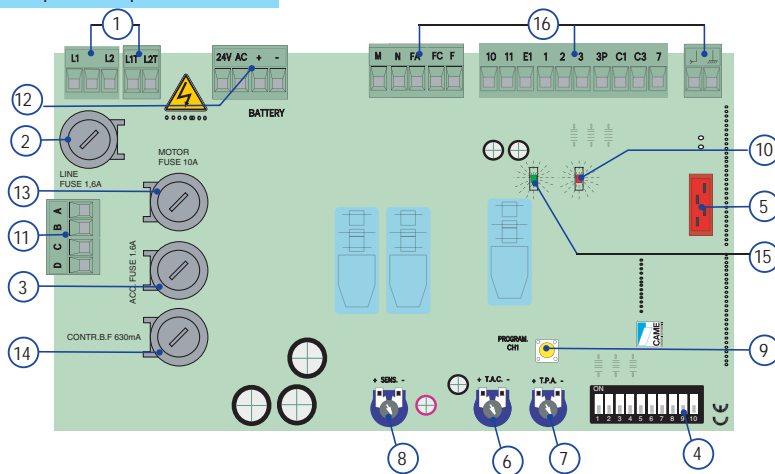 1
16
L1 L2 L1T L2T
24V AC + -
M N FA FC F
10 11 E1 1 2 3 3P C1 C3 7
12
BATTERY
2
LINE
FUSE 1,6A
MOTOR
FUSE 10A
10
13
5
A
B
C
D
11
15
3
ACC. FUSE 1.6A
CONTR.B.F 630mA
14
PROGRAM.
CH1
CAME
9
+ SENS. -
+ T.A.C. -
+ T.P.A. -
ON
1 2 3 4 5 6 7 8 9 10
CE
8
6
7
4